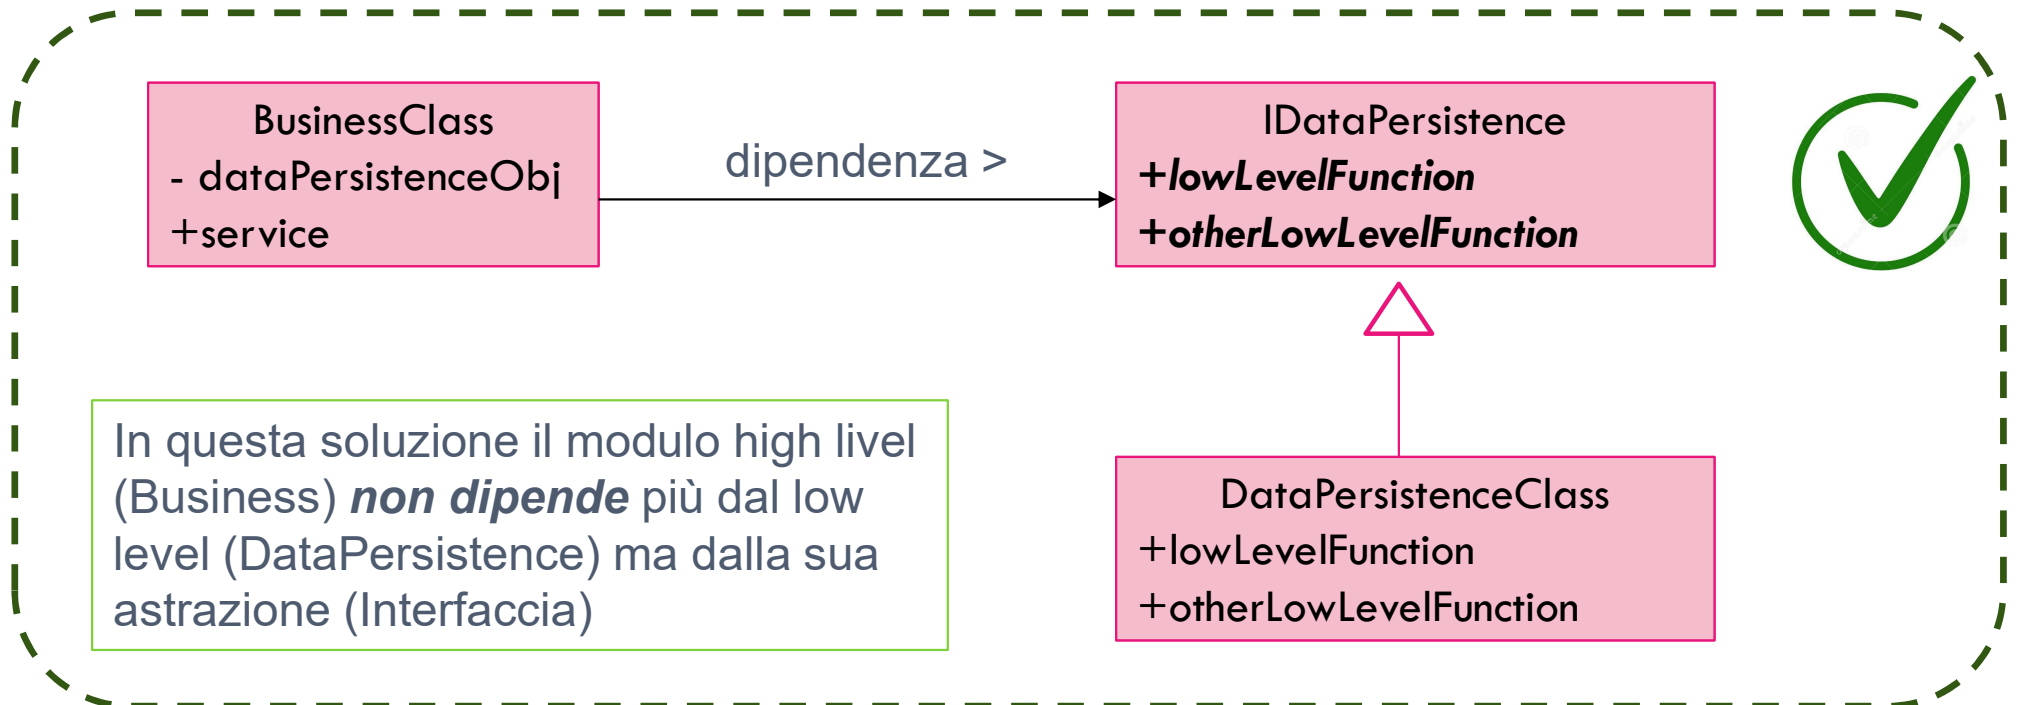 BusinessClass
- dataPersistenceObj
+service
dipendenza >
IDataPersistence
+lowLevelFunction
+otherLowLevelFunction
In questa soluzione il modulo high livel
(Business) non dipende più dal low
level (DataPersistence) ma dalla sua
astrazione (Interfaccia)
DataPersistenceClass
+lowLevelFunction
+otherLowLevelFunction